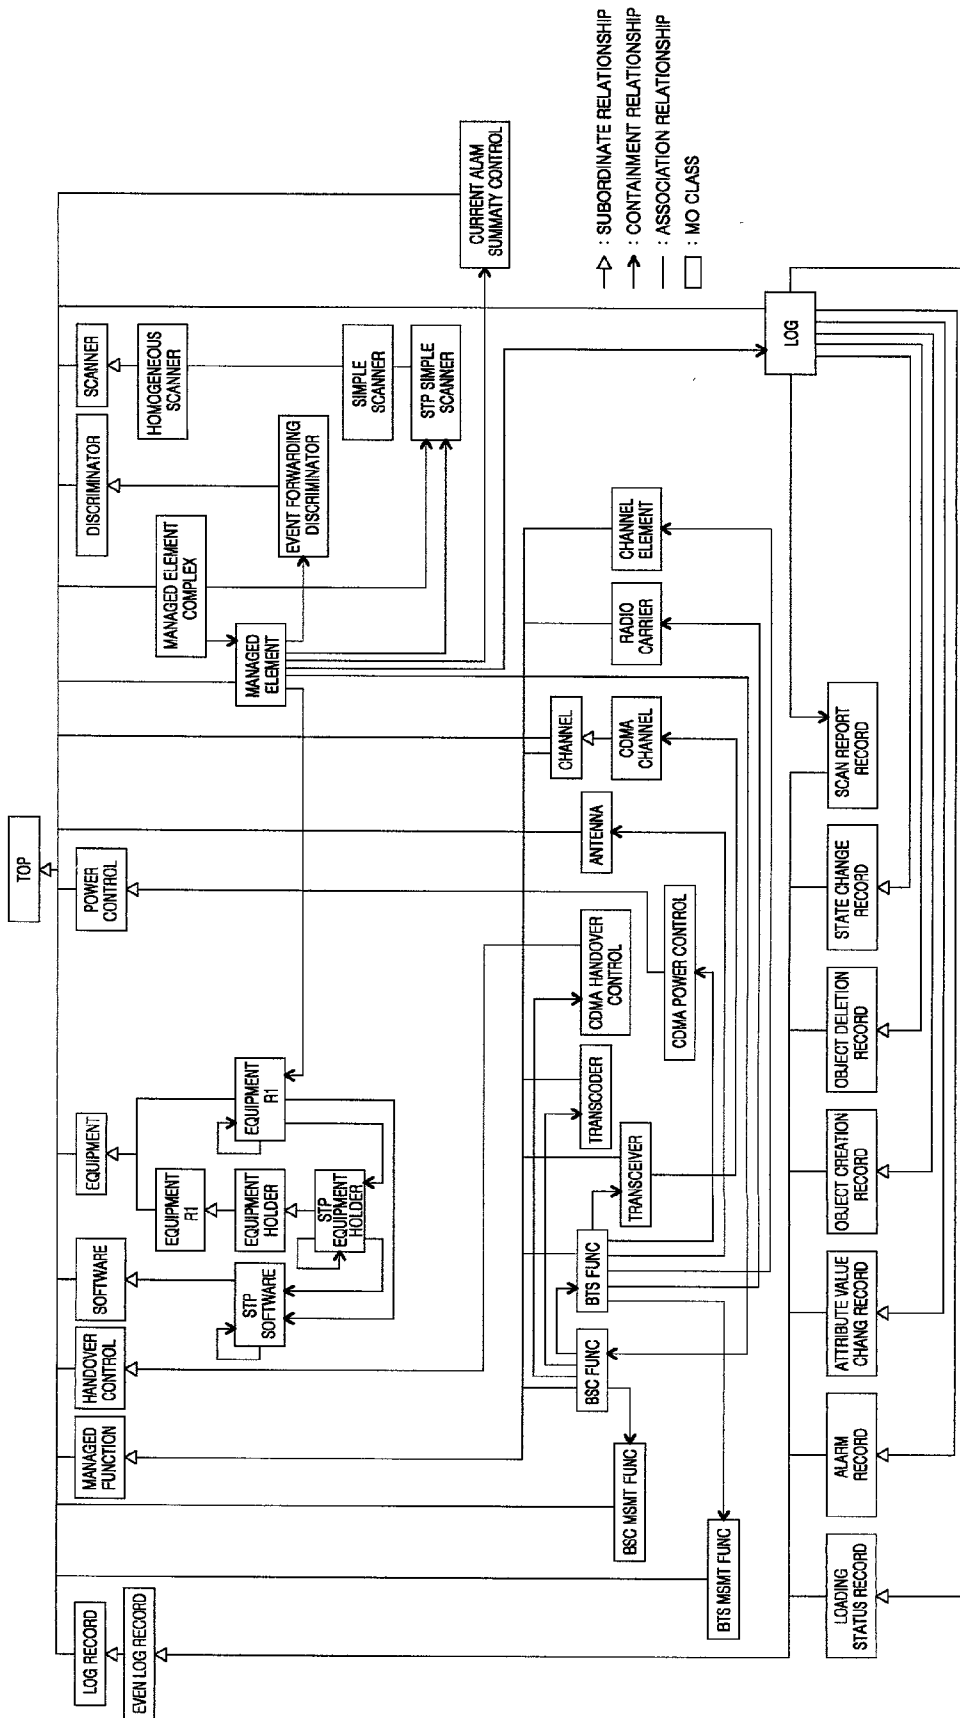 TOP
LOG RECORD
EVEN LOG RECORD
MANAGED
FUNCTION
HANDOVER
CONTROL
SOFTWARE
EQUIPMENT
POWER
CONTROL
DISCRIMINATOR
SCANNER
EQUIPMENT
R1
MANAGED ELEMENT
COMPLEX
HOMOGENEOUS
SCANNER
STP
SOFTWARE
EQUIPMENT
HOLDER
EQUIPMENT
R1
MANAGED
ELEMENT
STP
EQUIPMENT
HOLDER
EVENT FORWARDING
DISCRIMINATOR
SIMPLE
SCANNER
STP SIMPLE
SCANNER
CURRENT ALAM
SUMMATY CONTROL
BSC FUNC
BTS FUNC
TRANSCODER
CDMA HANDOVER
CONTROL
ANTENNA
CHANNEL
CDMA
CHANNEL
RADIO
CARRIER
CHANNEL
ELEMENT
BSC MSMT FUNC
TRANSCEIVER
CDMA POWER CONTROL
BTS MSMT FUNC
LOG
LOADING
STATUS RECORD
ALARM
RECORD
ATTRIBUTE VALUE
CHANG RECORD
OBJECT CREATION
RECORD
OBJECT DELETION
RECORD
STATE CHANGE
RECORD
SCAN REPORT
RECORD
: SUBORDINATE RELATIONSHIP
: CONTAINMENT RELATIONSHIP
: ASSOCIATION RELATIONSHIP
: MO CLASS